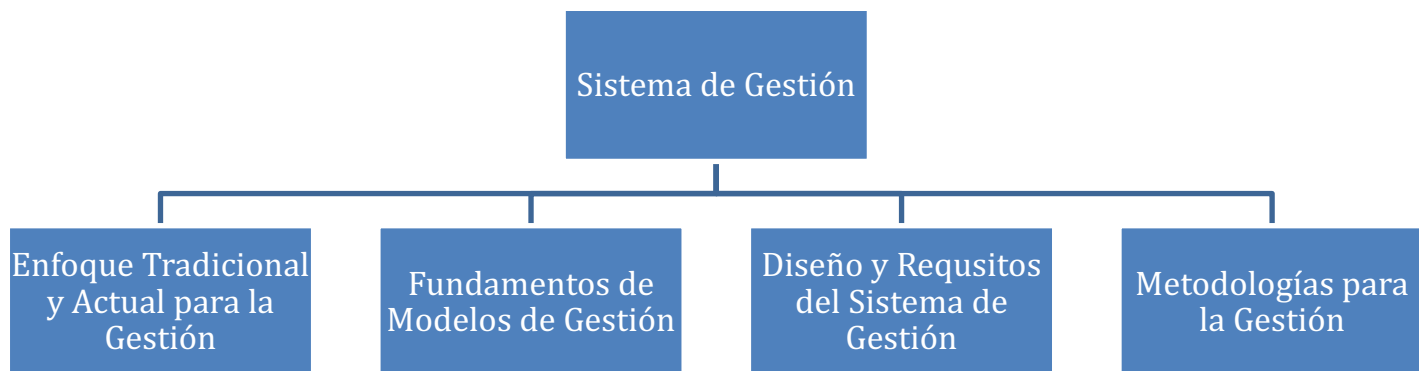 Sistema de Gestión
Enfoque Tradicional
y Actual para la
Gestión
Fundamentos de
Modelos de Gestión
Diseño y Requsitos
del Sistema de
Gestión
Metodologías para
la Gestión